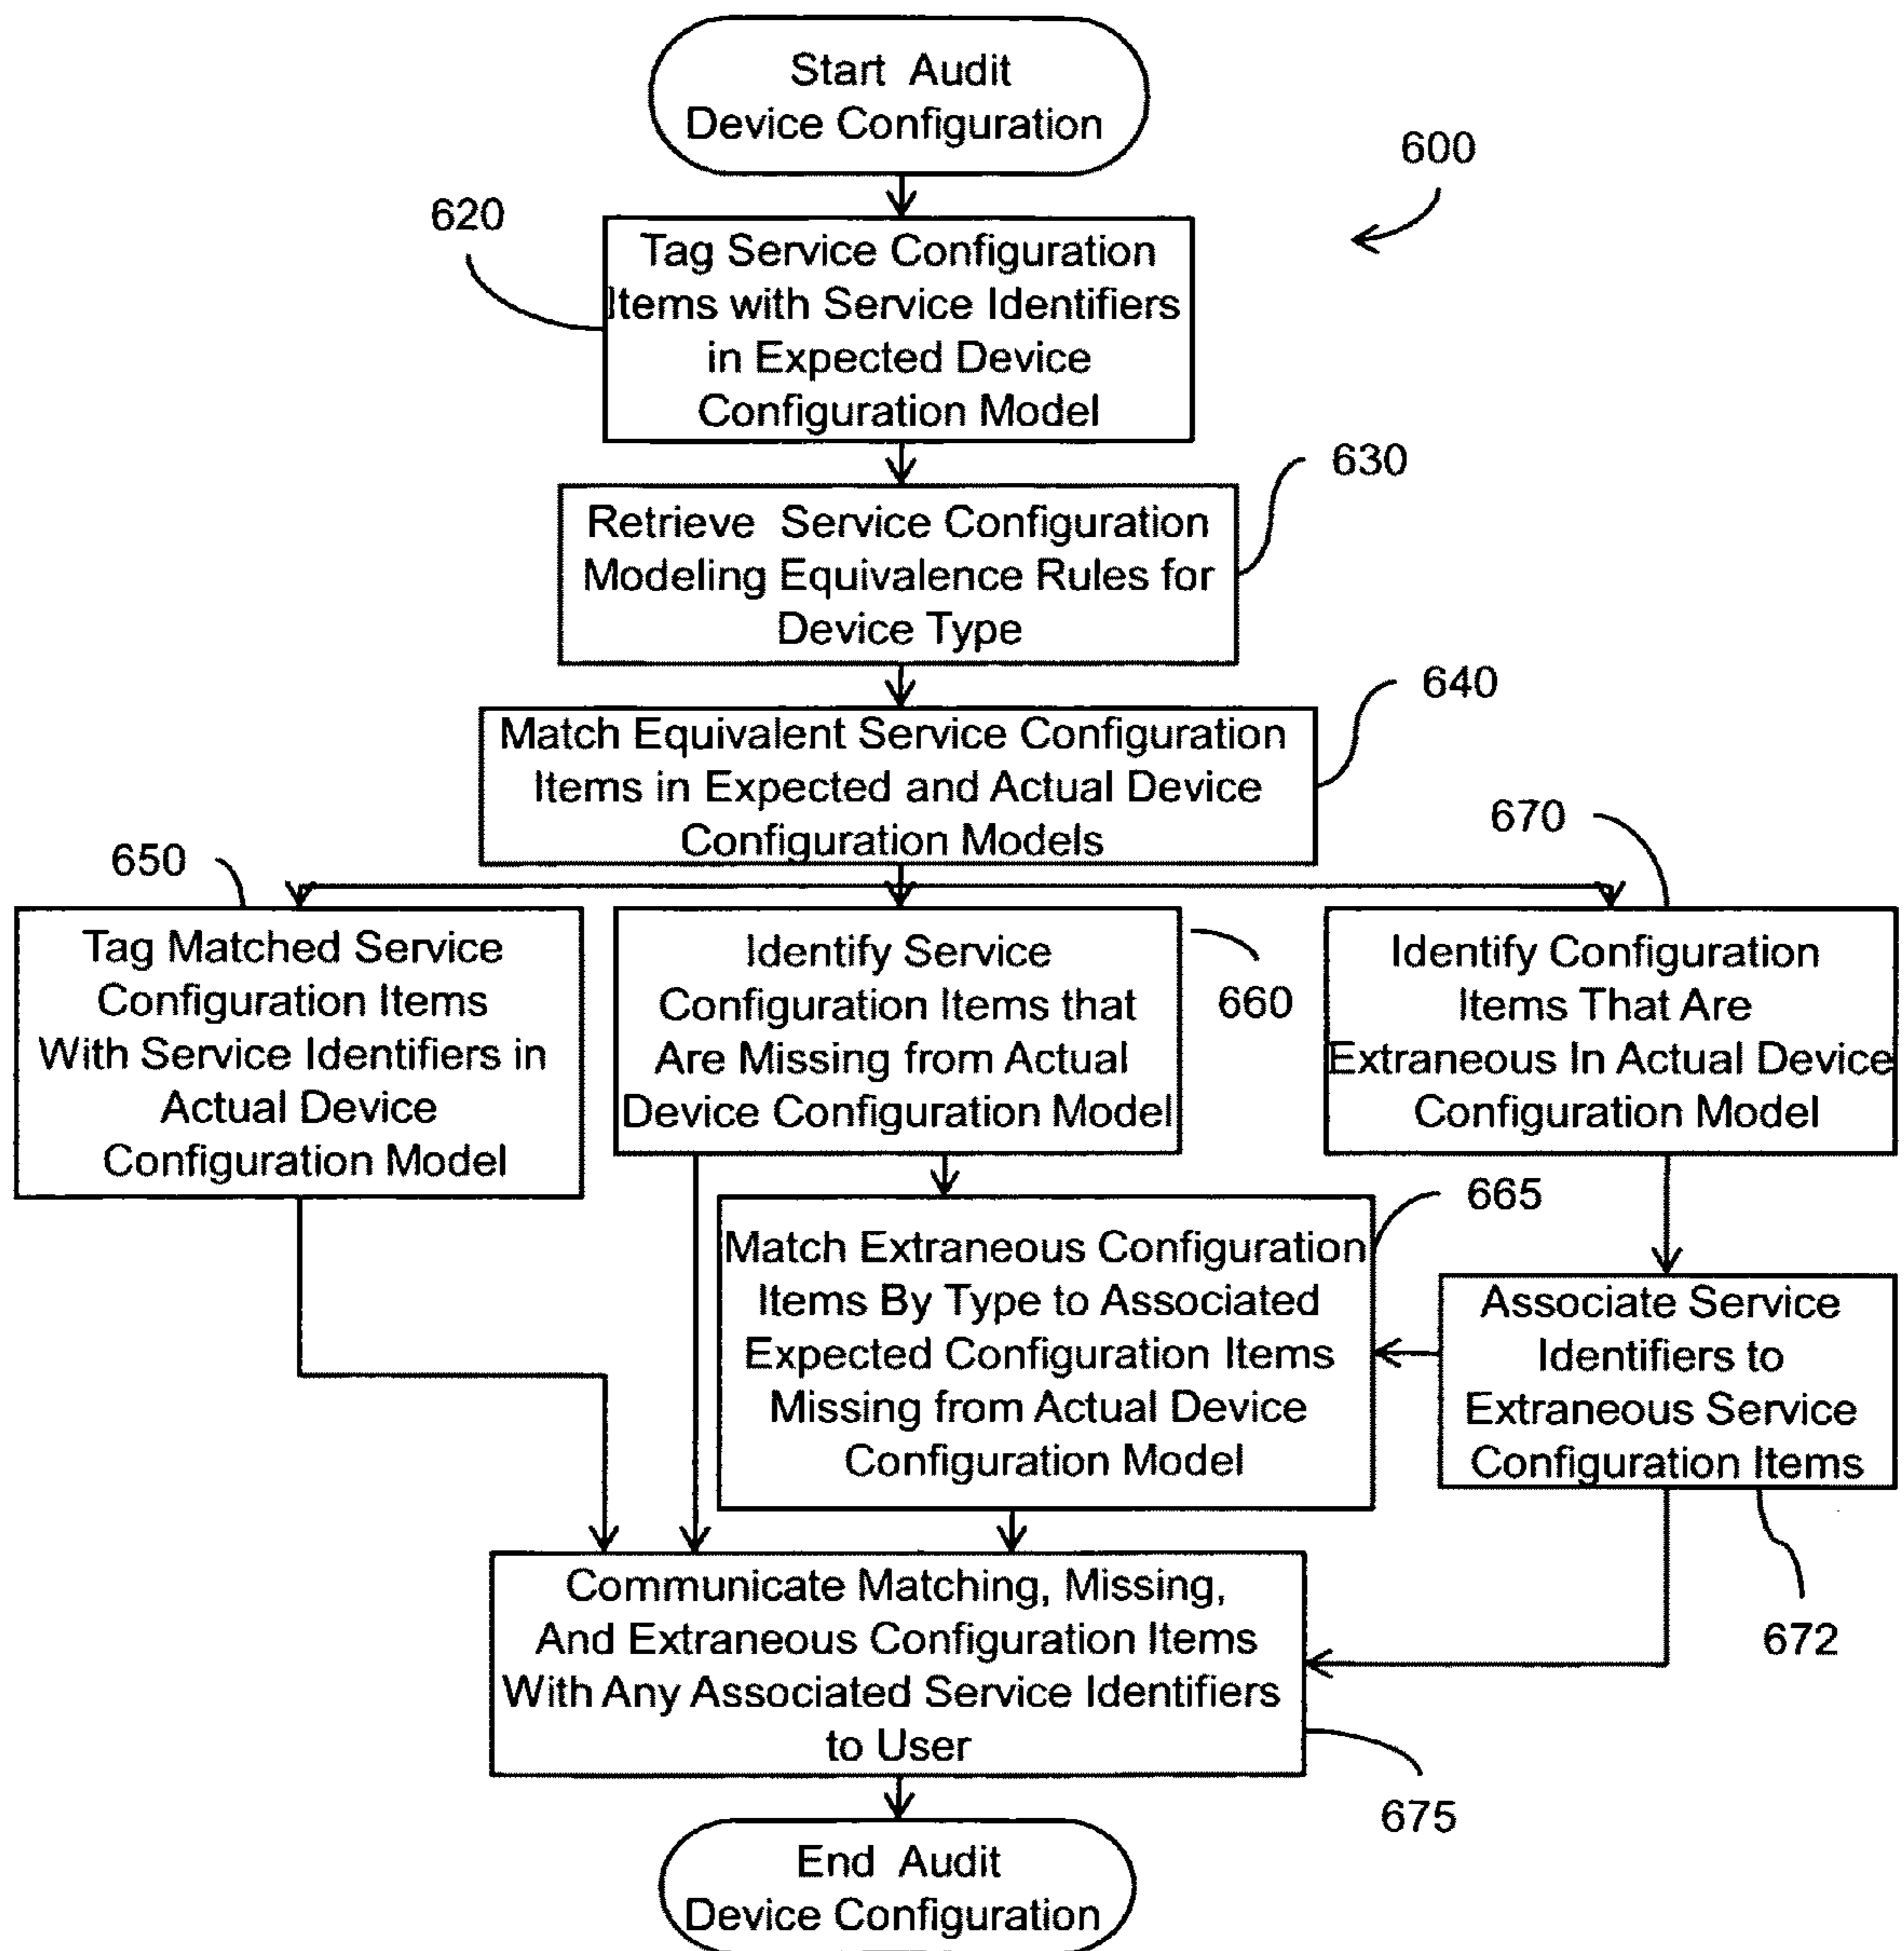 Start Audit
Device Configuration
600
620
Tag Service Configuration
Items with Service Identifiers
in Expected Device
Configuration Model
630
Retrieve Service Configuration
Modeling Equivalence Rules for
Device Type
640
Match Equivalent Service Configuration
Items in Expected and Actual Device
Configuration Models
650
Tag Matched Service
Configuration Items
With Service Identifiers in
Actual Device
Configuration Model
660
Identify Service
Configuration Items that
Are Missing from Actual
Device Configuration Model
670
Identify Configuration
Items That Are
Extraneous In Actual Device
Configuration Model
665
Match Extraneous Configuration
Items By Type to Associated
Expected Configuration Items
Missing from Actual Device
Configuration Model
Associate Service
Identifiers to
Extraneous Service
Configuration Items
672
Communicate Matching, Missing,
And Extraneous Configuration Items
With Any Associated Service Identifiers
to User
675
End Audit
Device Configuration